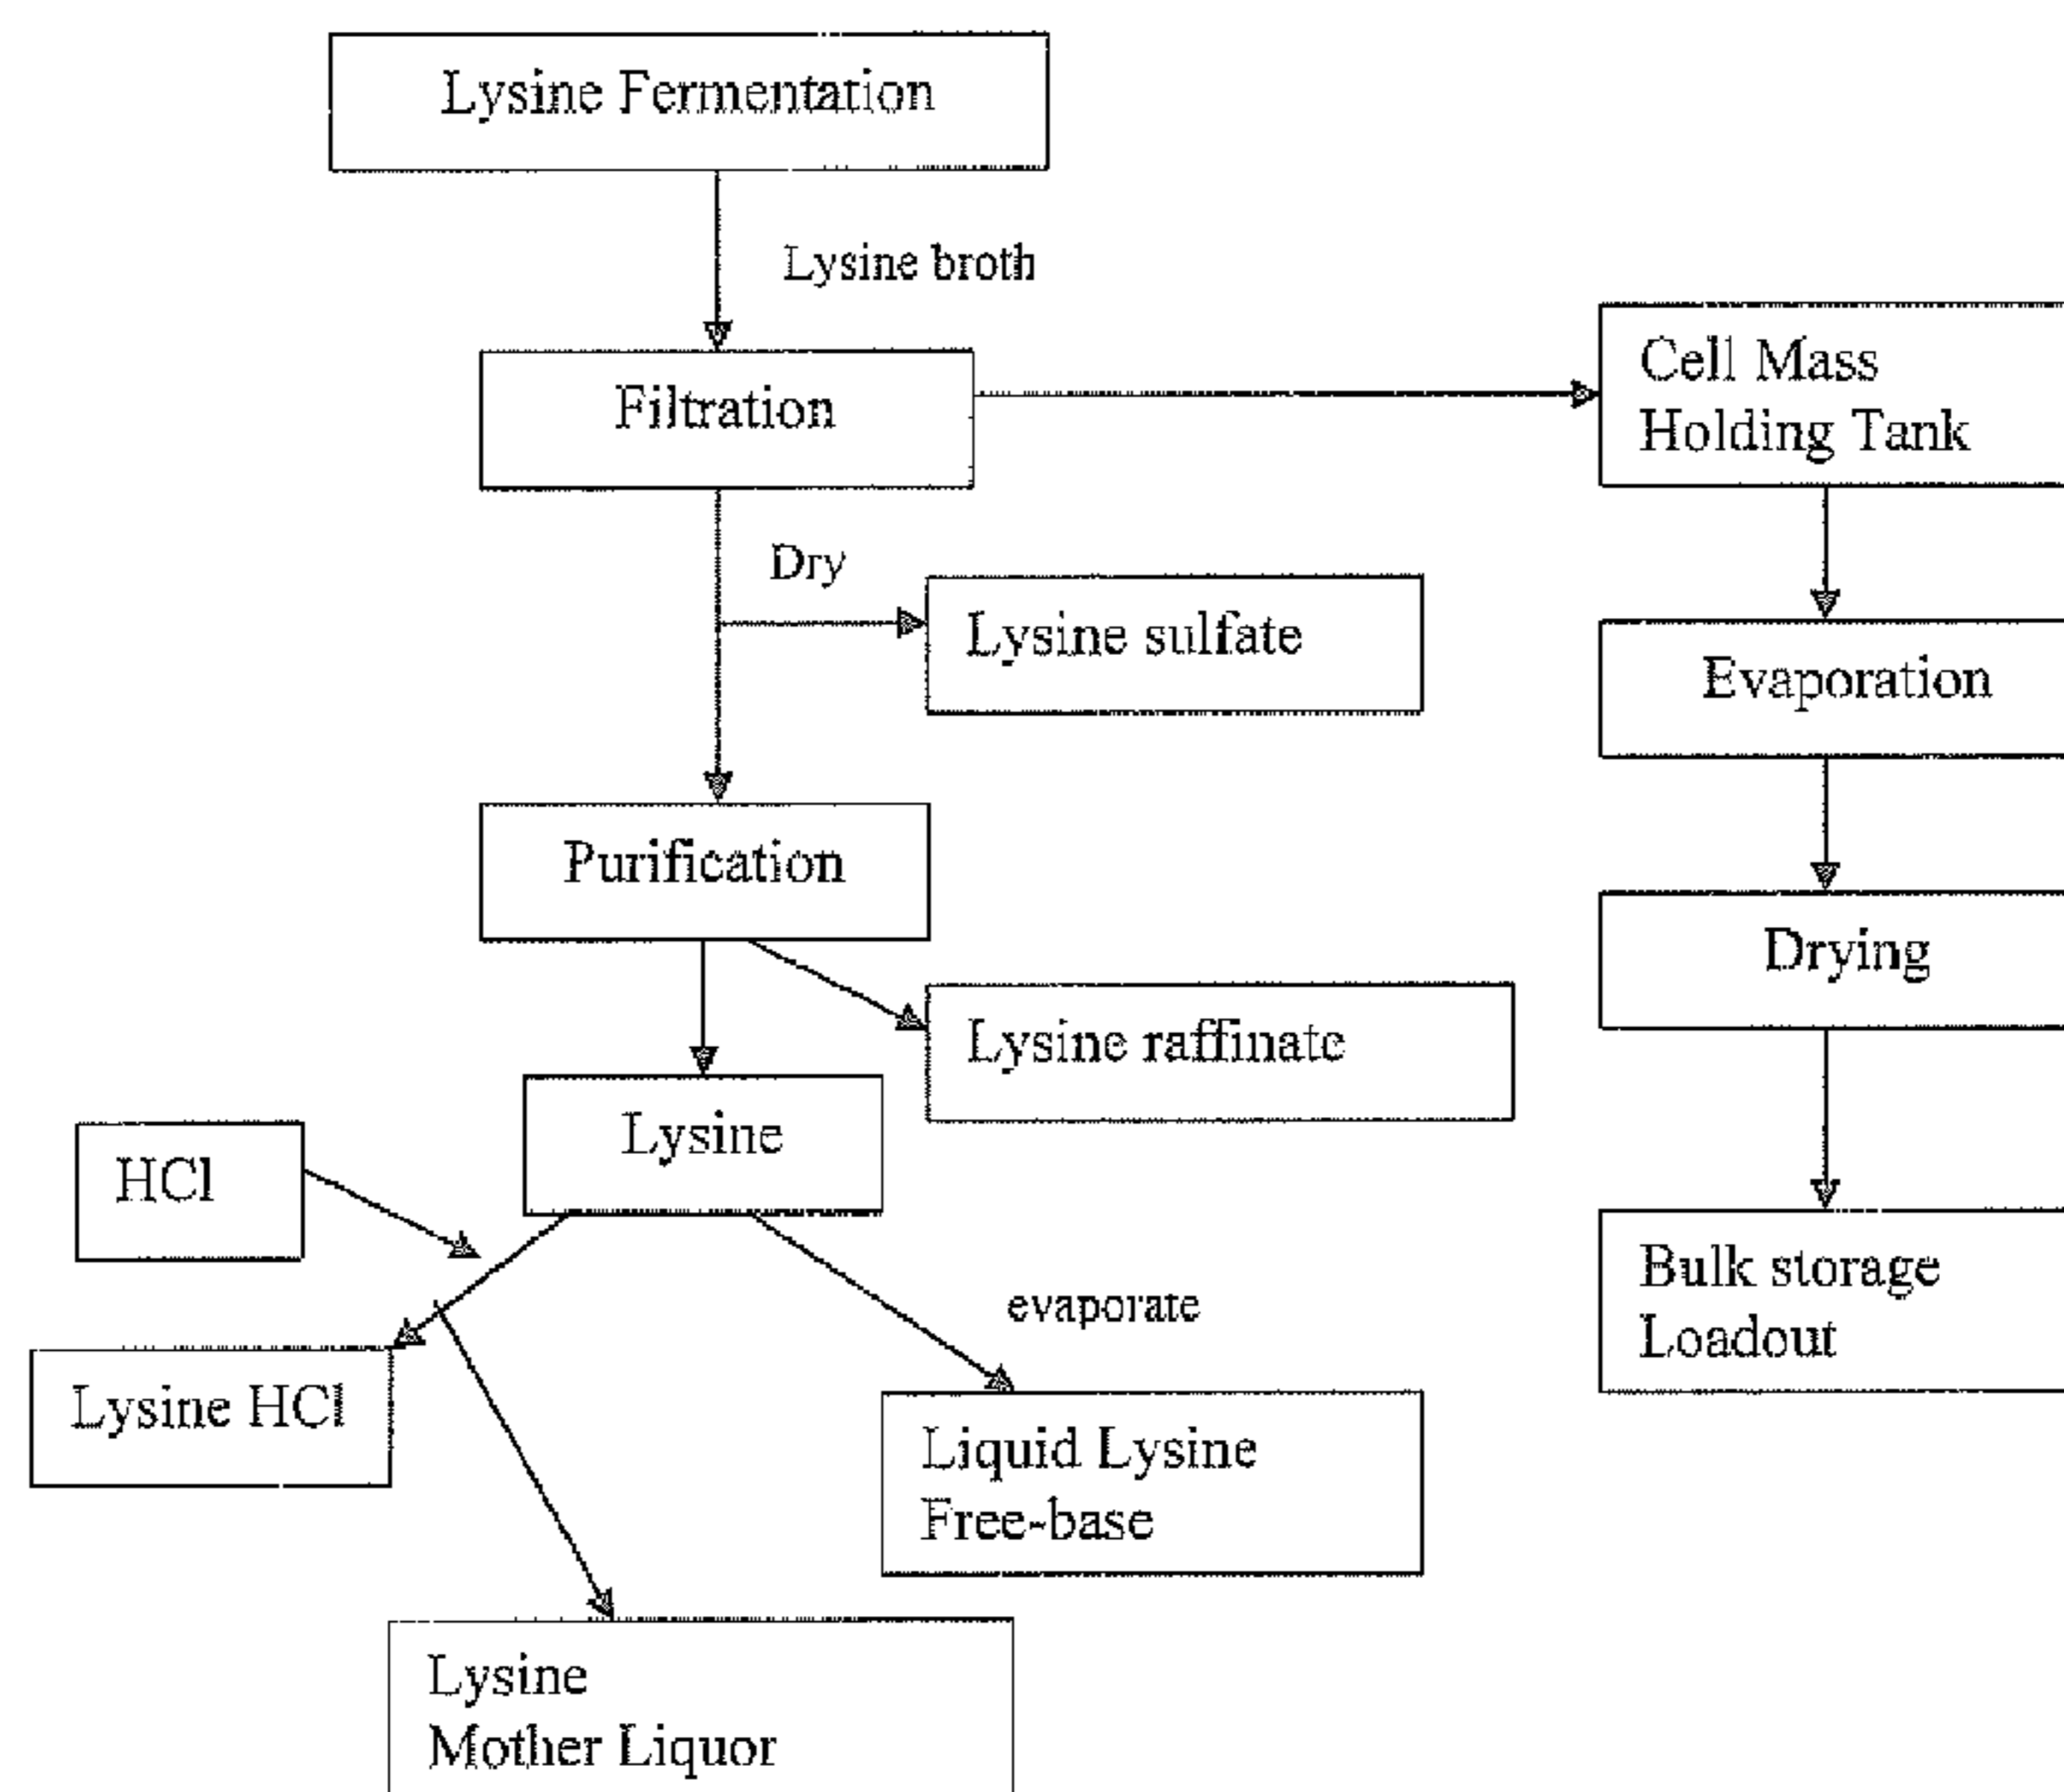 Lysine Fermentation
Lysine broth
Filtration
Cell Mass
Holding Tank
Dry
Lysine sulfate
Evaporation
Purification
Drying
Lysine raffinate
Lysine
HCl
Bulk storage
Loadout
evaporate
Lysine HCl
Liquid Lysine
Free-base
Lysine
Mother Liquor